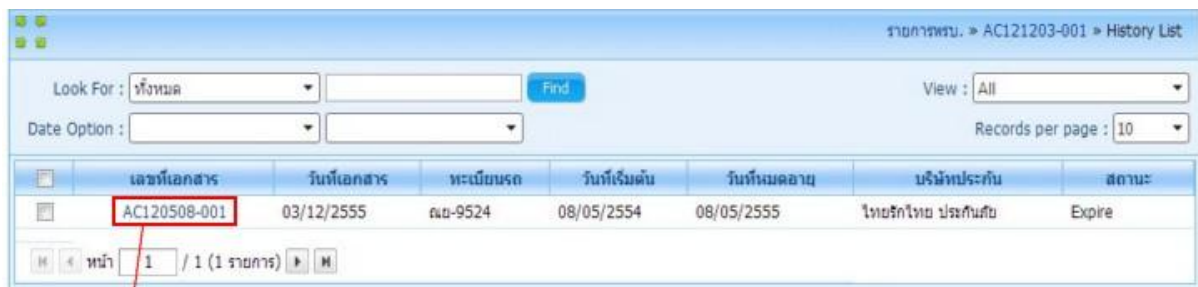 รายการพรบ. » AC121203-001 » History List
Look For : ทั้งหมด Find View : All
Date Option : Records per page : 10
เลขที่เอกสาร วันที่เอกสาร ทะเบียนรถ วันที่เริ่มต้น วันที่หมดอายุ บริษัทประกัน สถานะ
AC120508-001 03/12/2555 ณย-9524 08/05/2554 08/05/2555 ไทยรักไทย ประกันภัย Expire
หน้า 1 / 1 (1 รายการ)